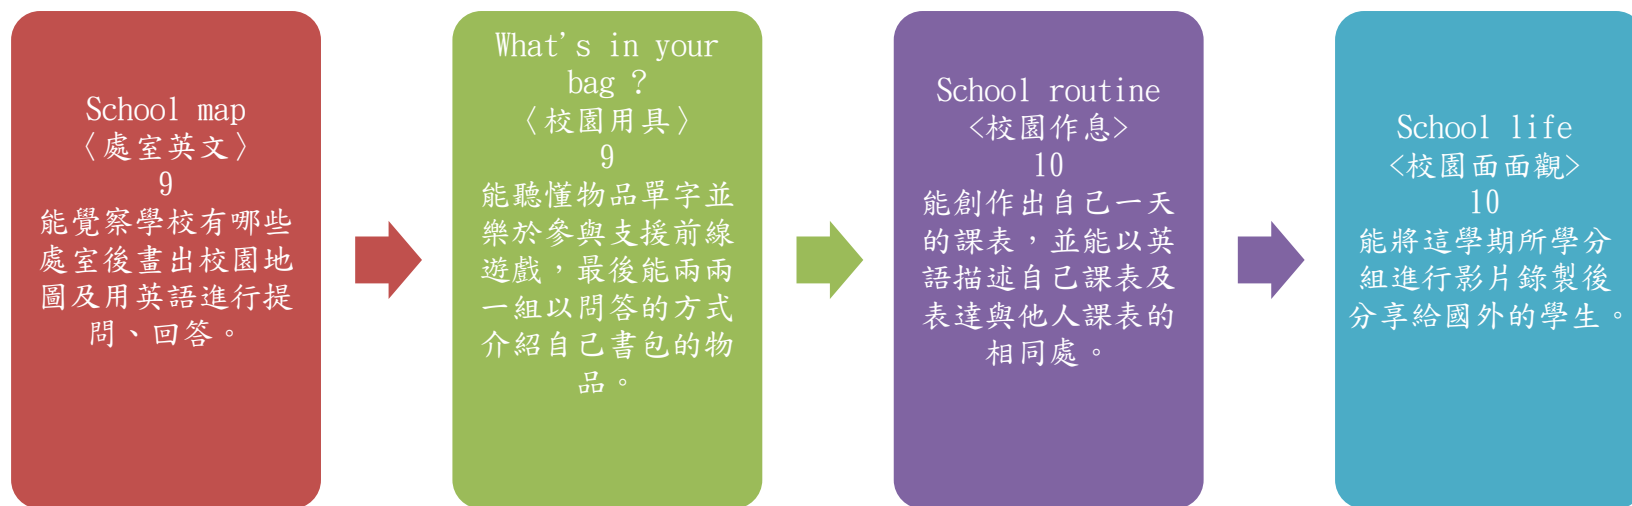 School map
〈處室英文〉
9
能覺察學校有哪些
處室後畫出校園地
圖及用英語進行提
問、回答。
What's in your
bag ?
〈校園用具〉
9
能聽懂物品單字並
樂於參與支援前線
遊戲，最後能兩兩
一組以問答的方式
介紹自己書包的物
品。
School routine
<校園作息>
10
能創作出自己一天
的課表，並能以英
語描述自己課表及
表達與他人課表的
相同處。
School life
<校園面面觀>
10
能將這學期所學分
組進行影片錄製後
分享給國外的學生。